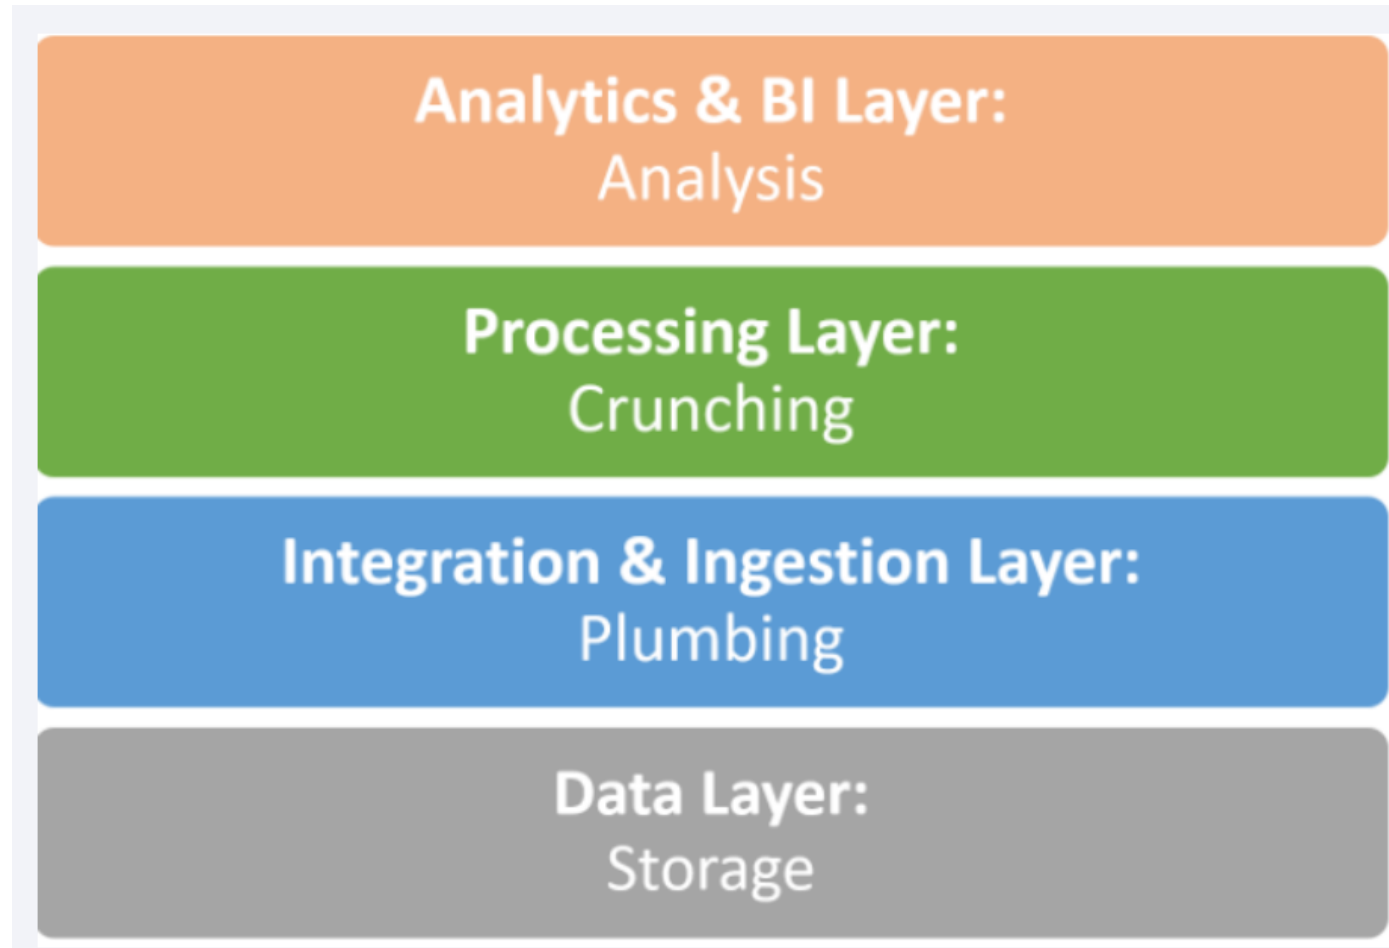 Analytics & BI Layer:
Analysis
Processing Layer:
Crunching
Integration & Ingestion Layer:
Plumbing
Data Layer:
Storage